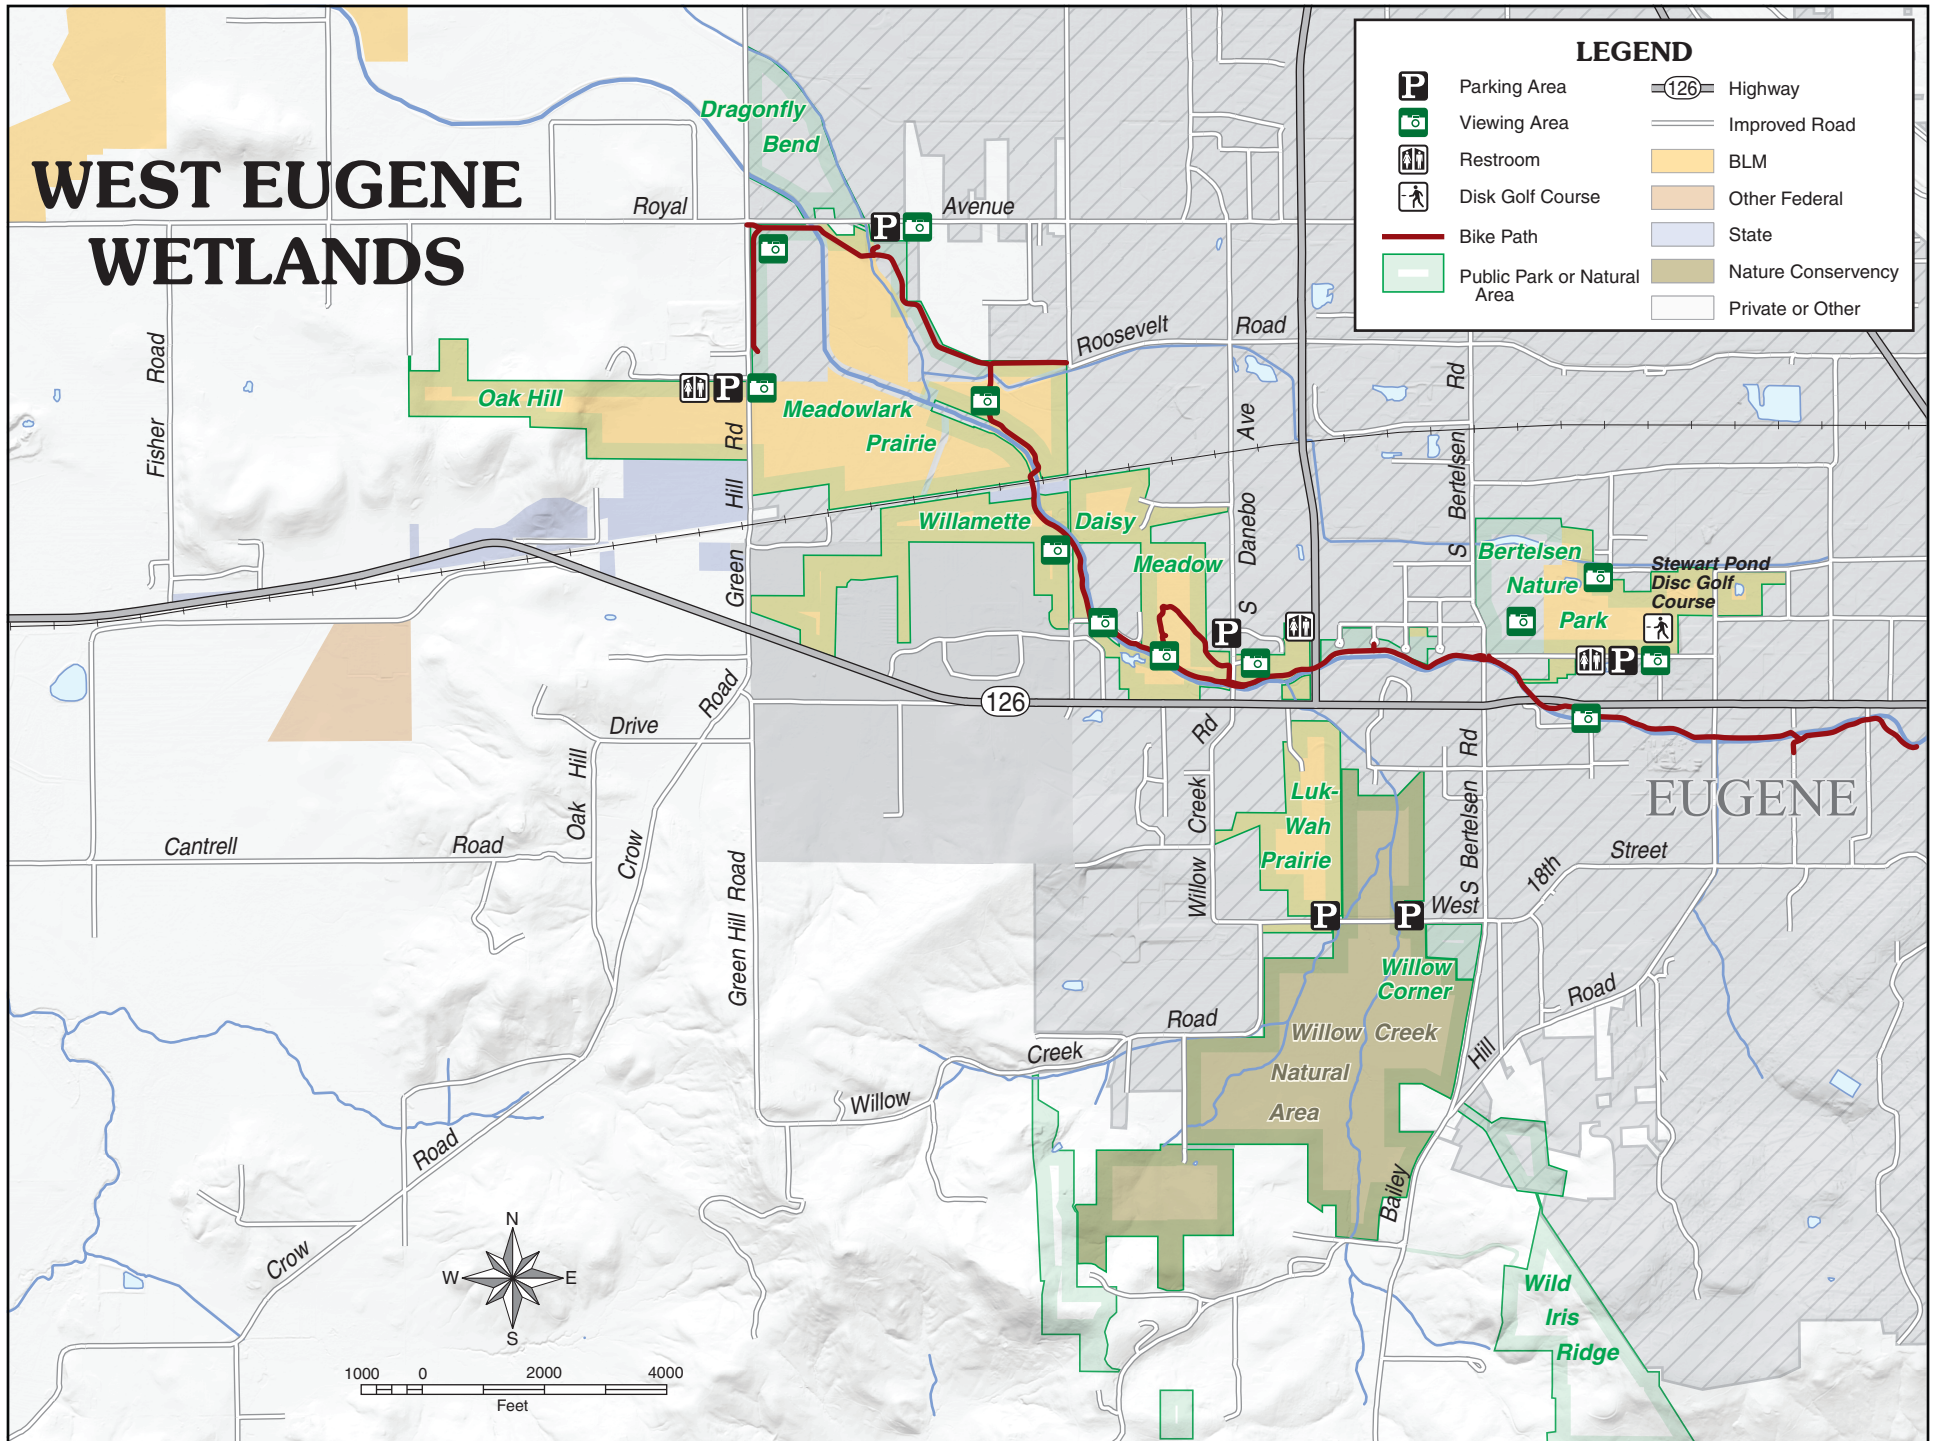 WEST EUGENE
WETLANDS
LEGEND
P Parking Area
Viewing Area
Restroom
Disk Golf Course
Bike Path
Public Park or Natural
Area
126 Highway
Improved Road
BLM
Other Federal
State
Nature Conservency
Private or Other
Dragonfly
Bend
Royal
Avenue
P
Fisher Road
Roosevelt Road
Oak Hill
P
Meadowlark
Prairie
Green Hill Rd
Willamette
Daisy
Meadow
S Danebo Ave
P
S Bertelsen Rd
Bertelsen
Nature
Park
Stewart Pond
Disc Golf
Course
P
126
Oak Hill Drive
Crow Road
Cantrell Road
Green Hill Road
Willow Creek Rd
Luk-
Wah
Prairie
P
P
S Bertelsen Rd
EUGENE
West 18th Street
Willow
Corner
Willow Creek
Natural
Area
Willow Creek Road
Bailey Hill Road
Crow Road
Wild
Iris
Ridge
N
W
E
S
1000 0 2000 4000
Feet